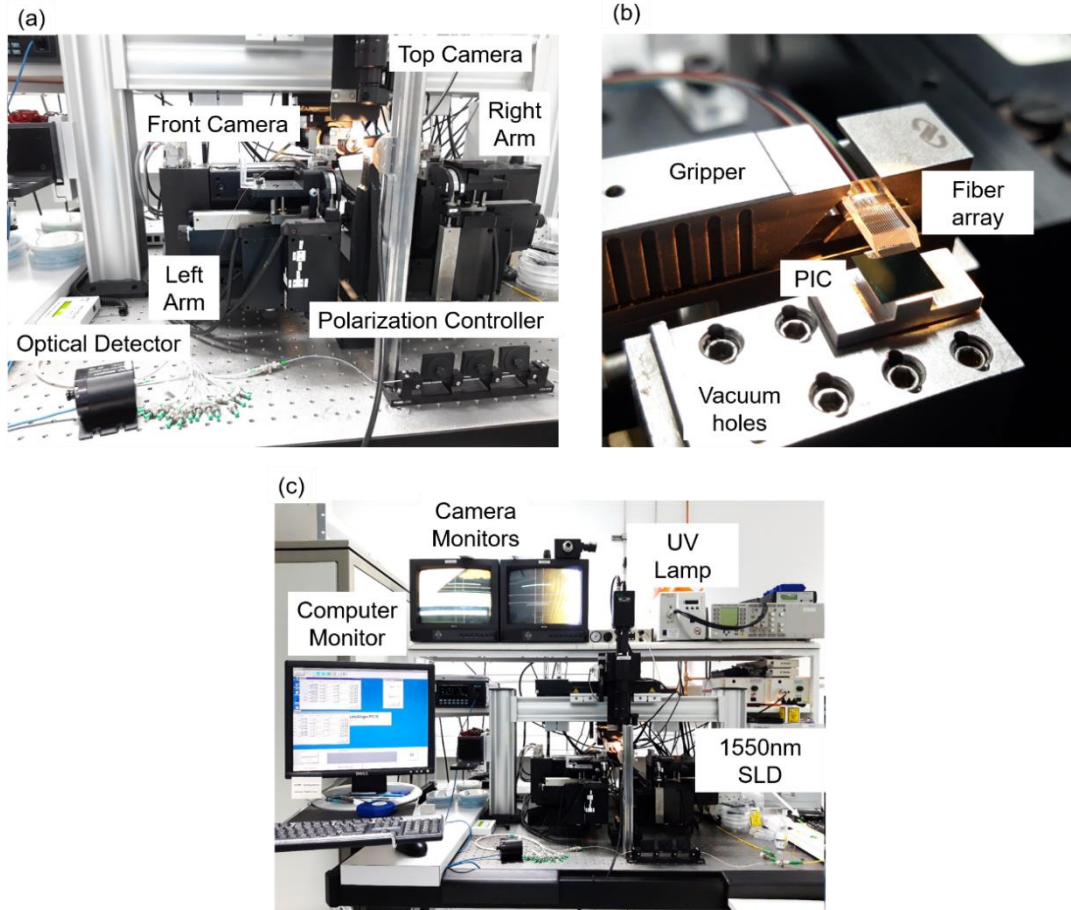 (a)
Top Camera
Front Camera
Right
Arm
Left
Arm
Polarization Controller
Optical Detector
(b)
Gripper
Fiber
array
PIC
Vacuum
holes
(c)
Camera
Monitors
UV
Lamp
Computer
Monitor
1550nm
SLD
DELL